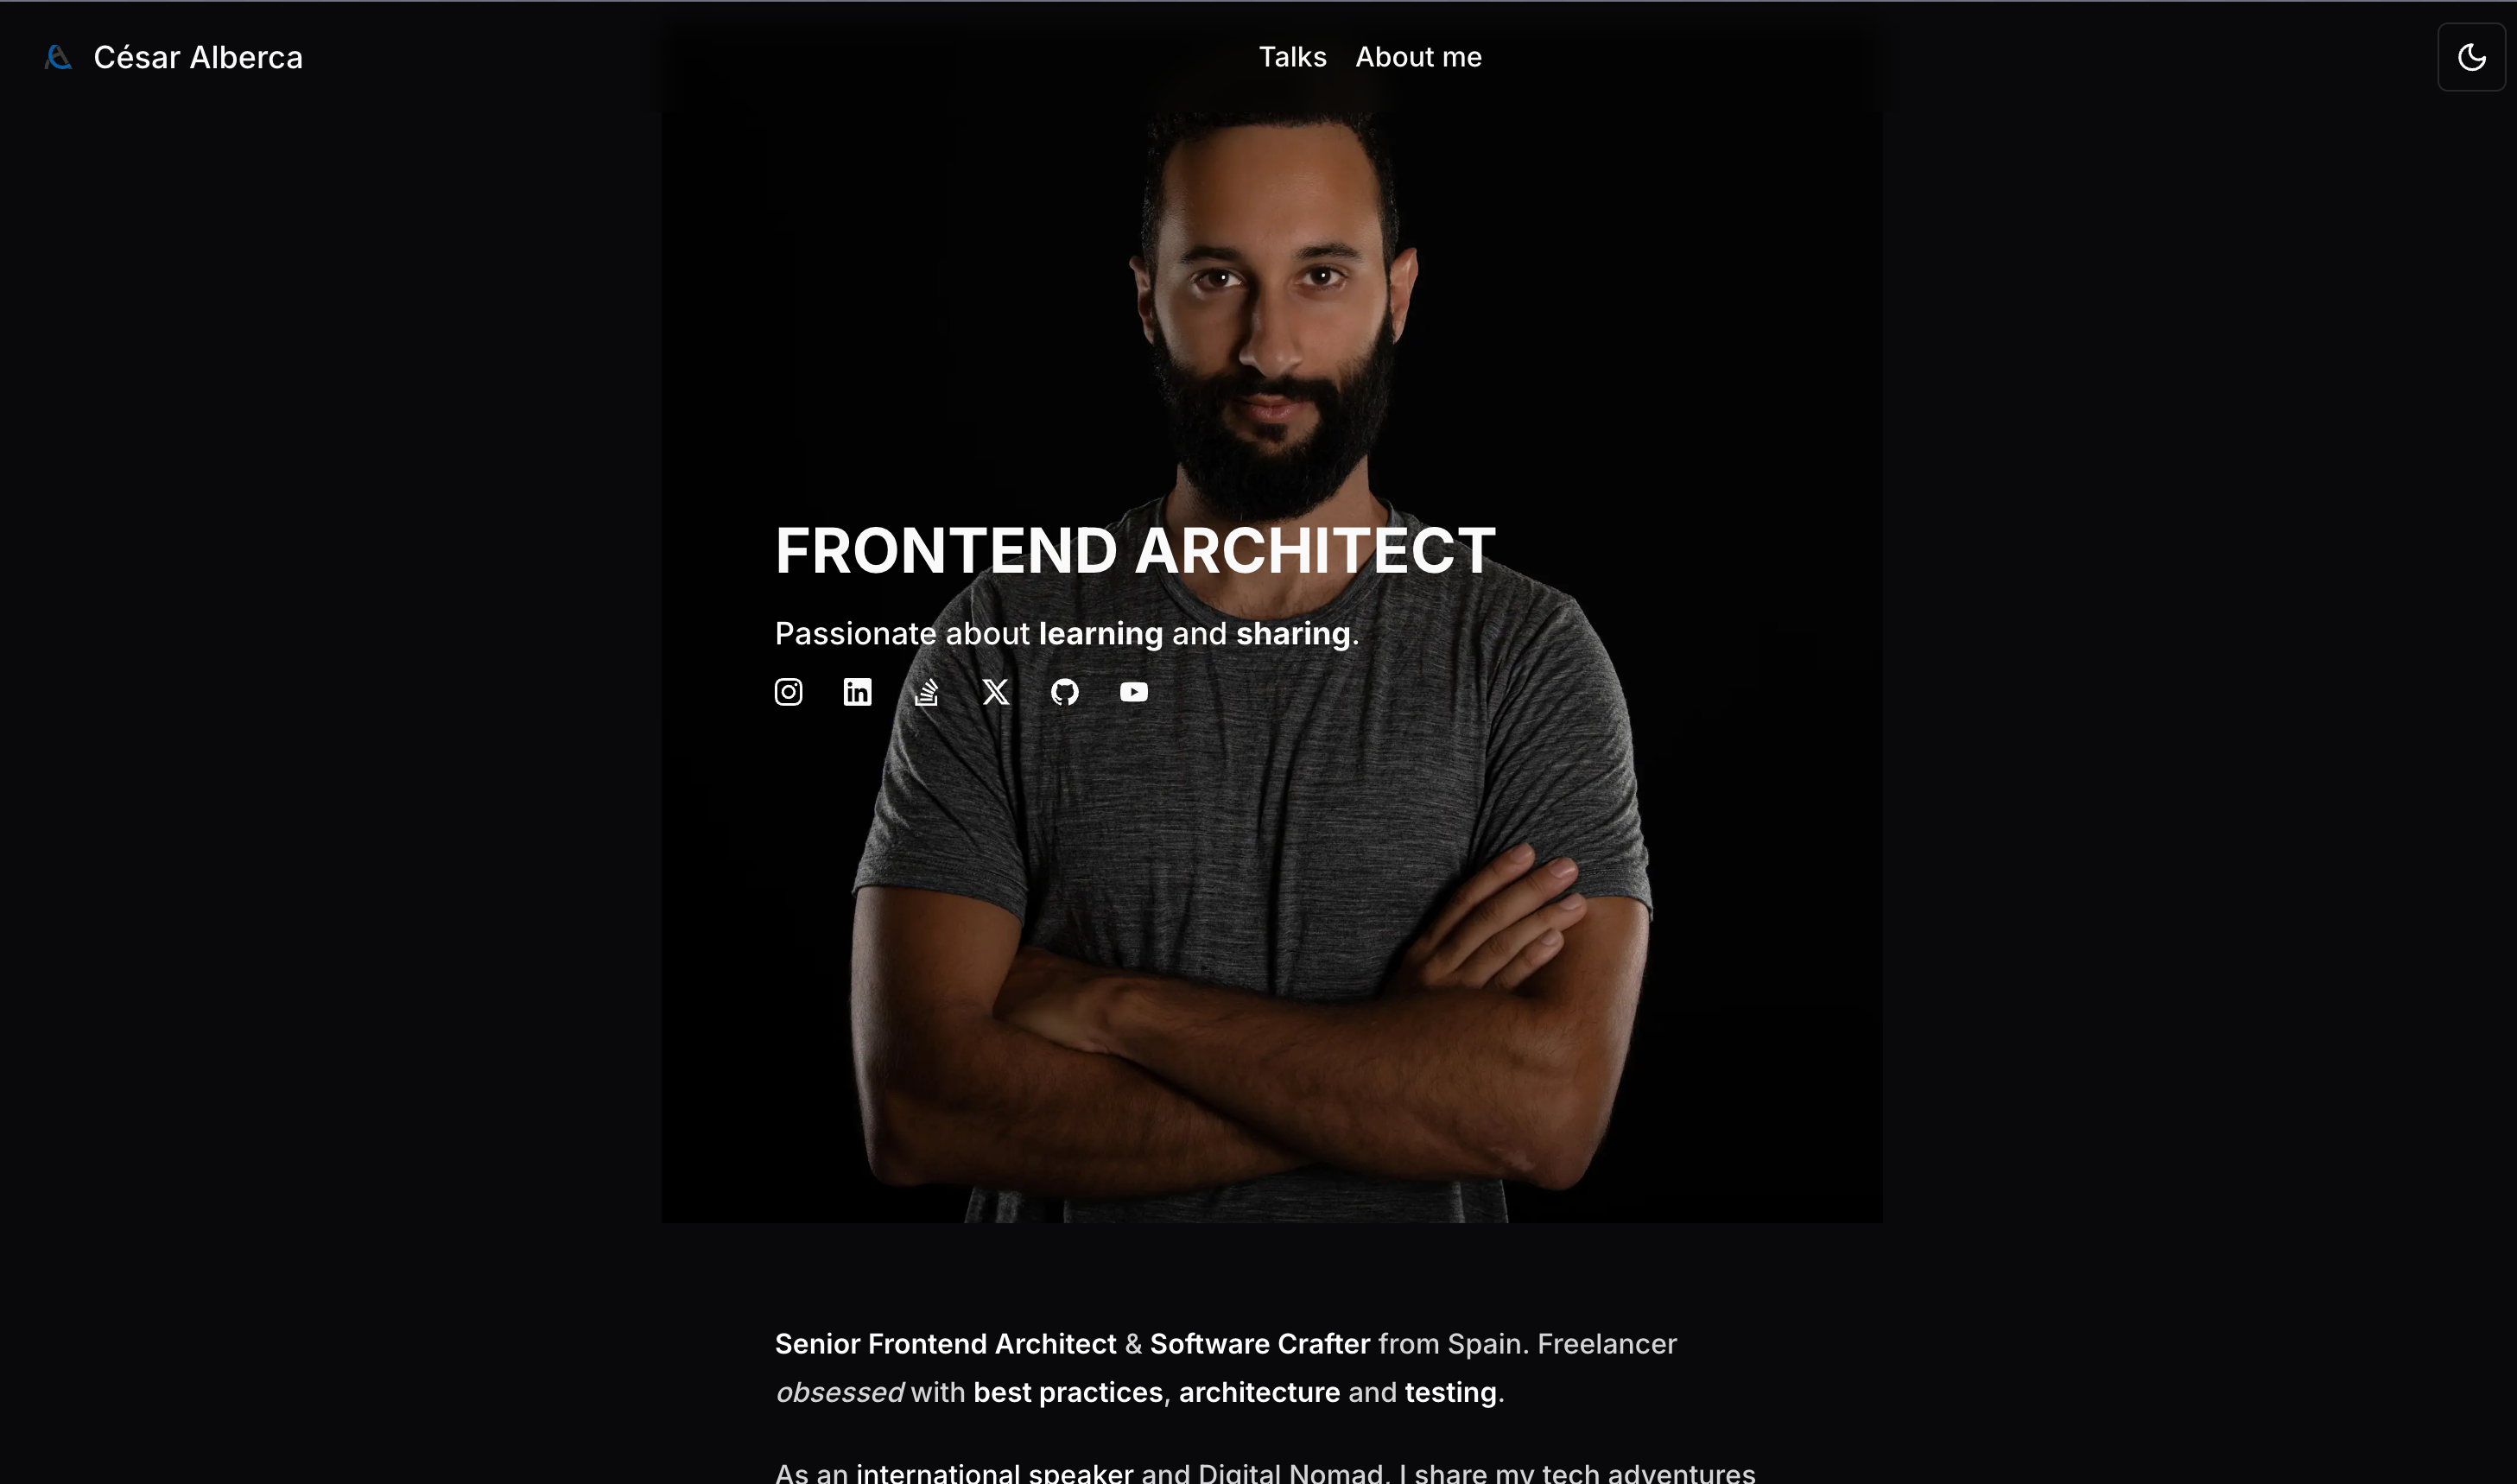 César Alberca
Talks
About me
FRONTEND ARCHITECT
Passionate about learning and sharing.
Senior Frontend Architect & Software Crafter from Spain. Freelancer
obsessed with best practices, architecture and testing.
As an international speaker and Digital Nomad, I share my tech adventures